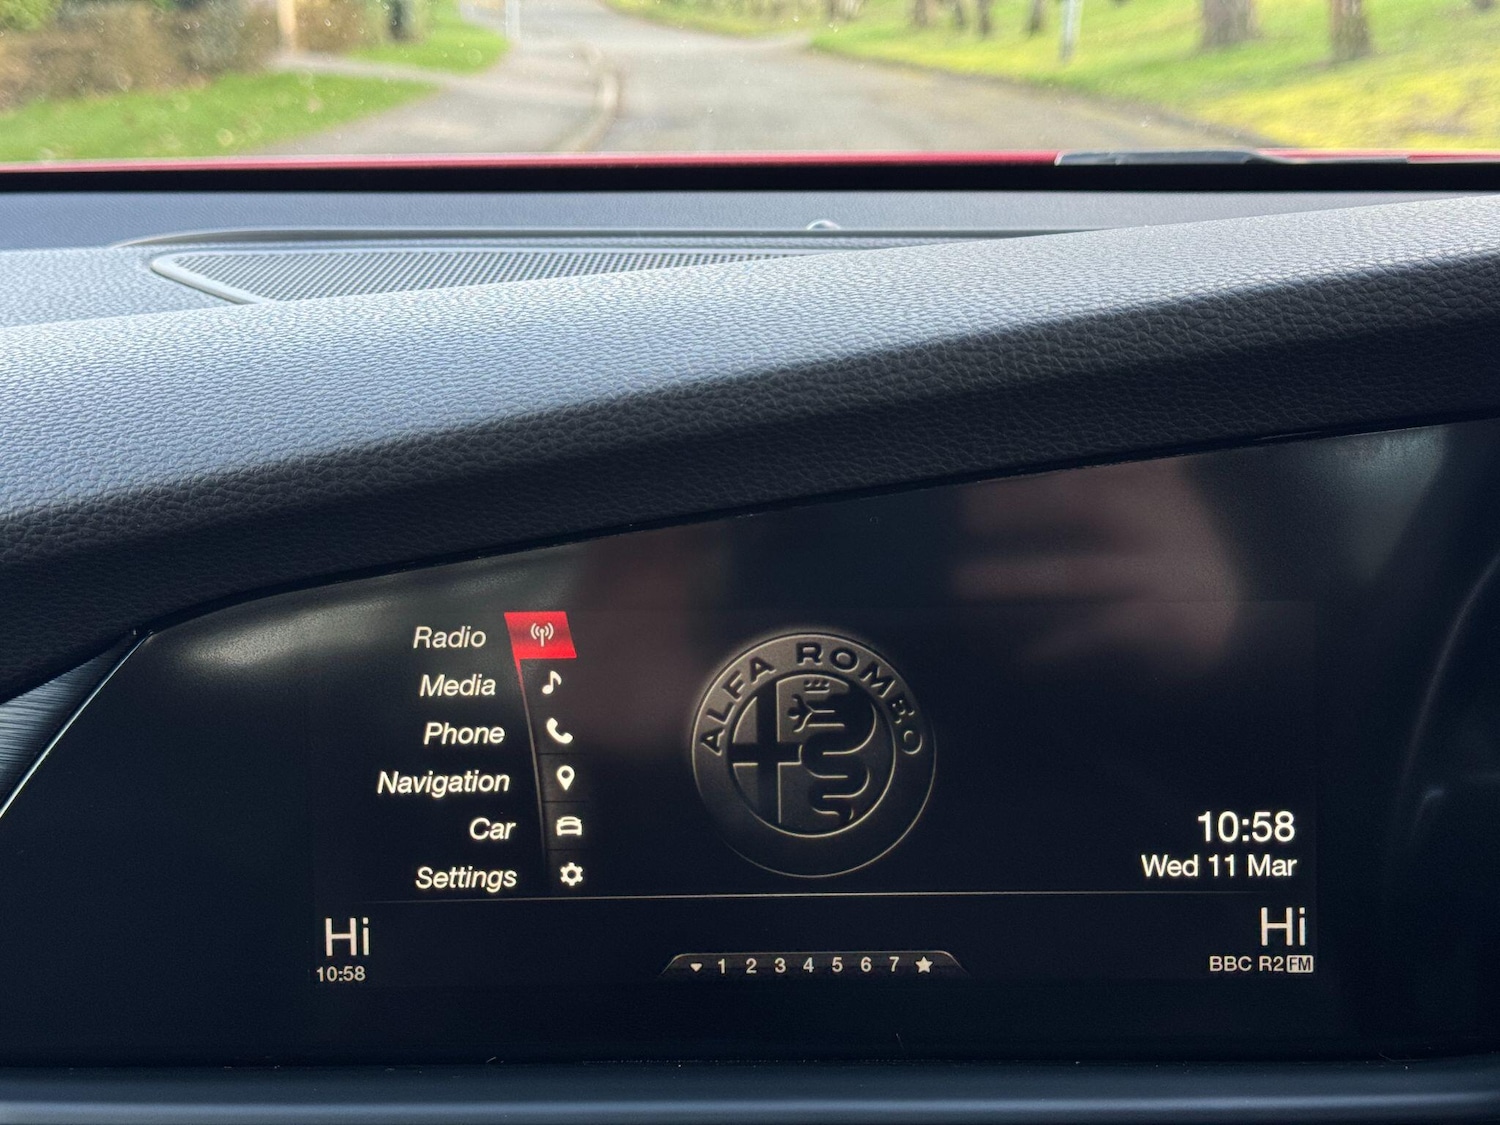 Radio
Media
Phone
Navigation
Car
Settings
ALFA ROMEO
10:58
Wed 11 Mar
Hi
10:58
1 2 3 4 5 6 7
Hi
BBC R2 FM